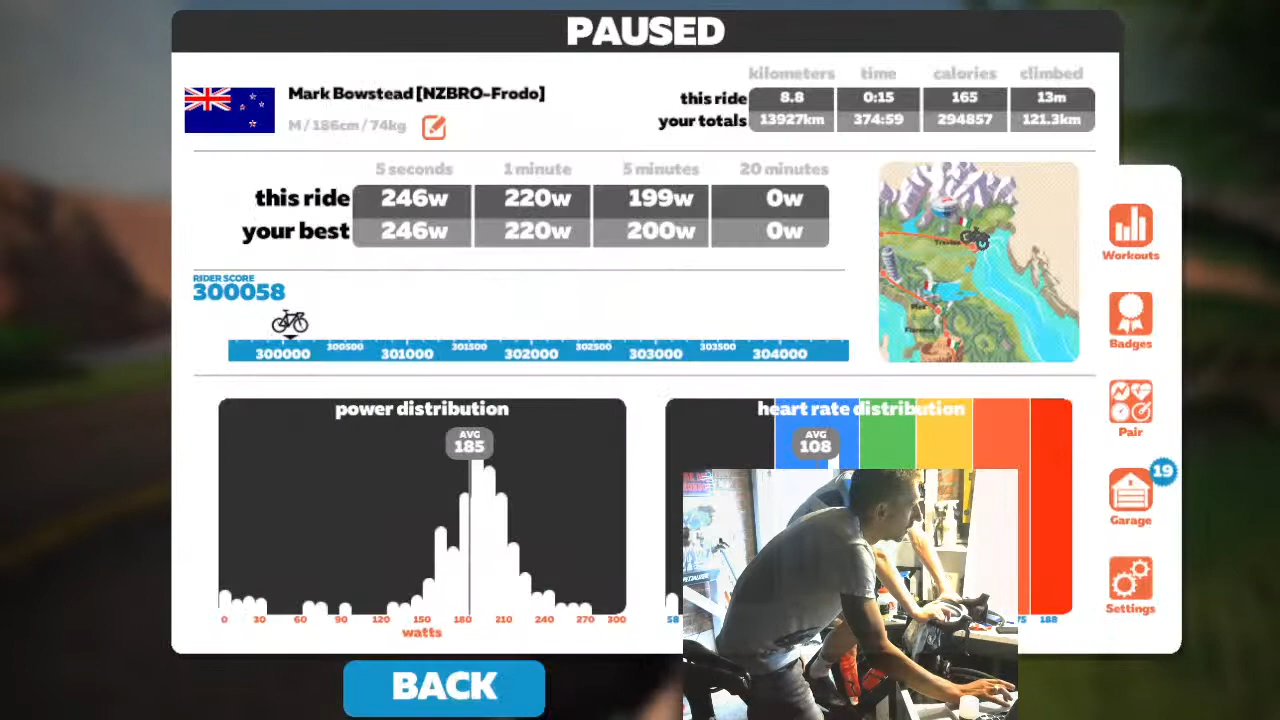 PAUSED
Mark Bowstead [NZBRO-Frodo]
M / 186cm / 74kg
kilometers time calories climbed
this ride 8.8 0:15 165 13m
your totals 13927km 374:59 294857 121.3km
5 seconds 1 minute 5 minutes 20 minutes
this ride 246w 220w 199w 0w
your best 246w 220w 200w 0w
RIDER SCORE
300058
300000 300500 301000 301500 302000 302500 303000 303500 304000
Workouts
Badges
Pair
19
Garage
Settings
power distribution
AVG
185
0 30 60 90 120 150 180 210 240 270 300
watts
heart rate distribution
AVG
108
58 188
BACK